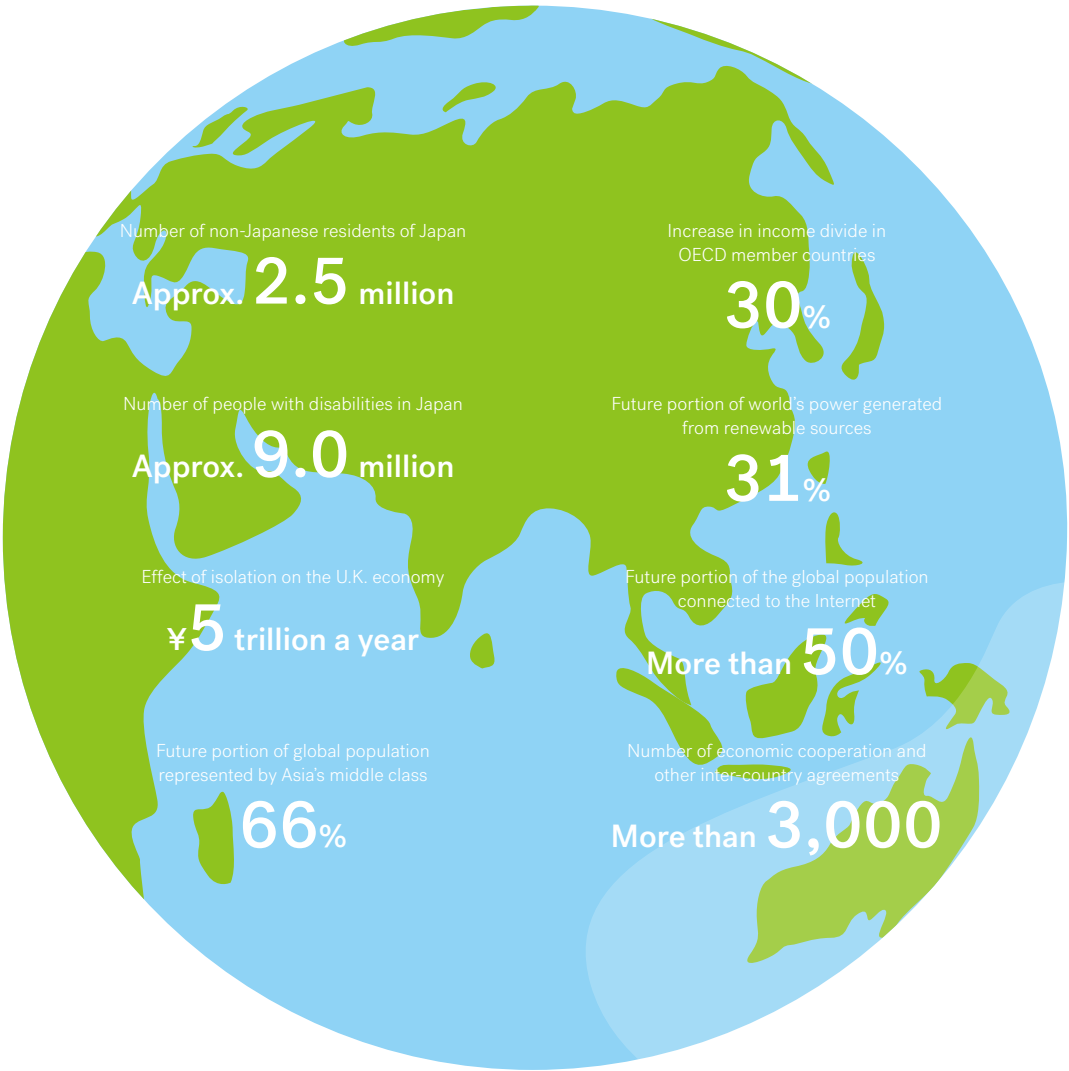 Number of non-Japanese residents of Japan
Approx. 2.5 million
Number of people with disabilities in Japan
Approx. 9.0 million
Effect of isolation on the U.K. economy
¥5 trillion a year
Future portion of global population
represented by Asia's middle class
66%
Increase in income divide in
OECD member countries
30%
Future portion of world's power generated
from renewable sources
31%
Future portion of the global population
connected to the Internet
More than 50%
Number of economic cooperation and
other inter-country agreements
More than 3,000